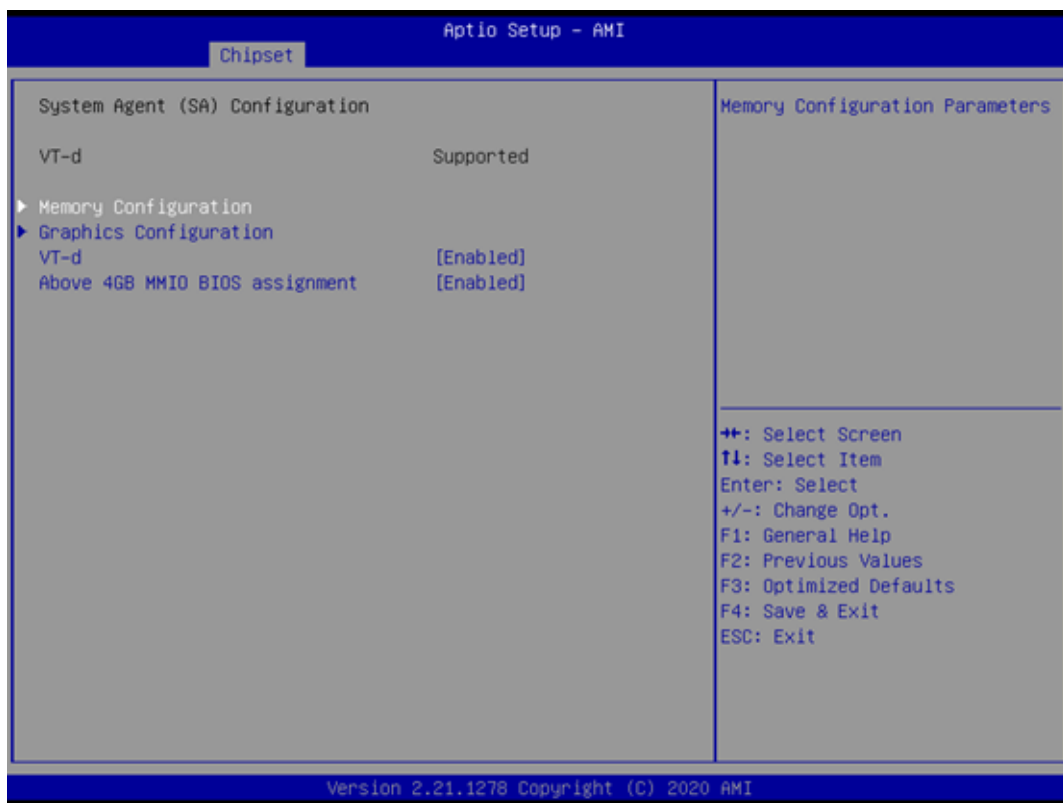 Aptio Setup – AMI
Chipset
System Agent (SA) Configuration
VT-d Supported
Memory Configuration
Graphics Configuration
VT-d [Enabled]
Above 4GB MMIO BIOS assignment [Enabled]
Memory Configuration Parameters
→←: Select Screen
↑↓: Select Item
Enter: Select
+/-: Change Opt.
F1: General Help
F2: Previous Values
F3: Optimized Defaults
F4: Save & Exit
ESC: Exit
Version 2.21.1278 Copyright (C) 2020 AMI